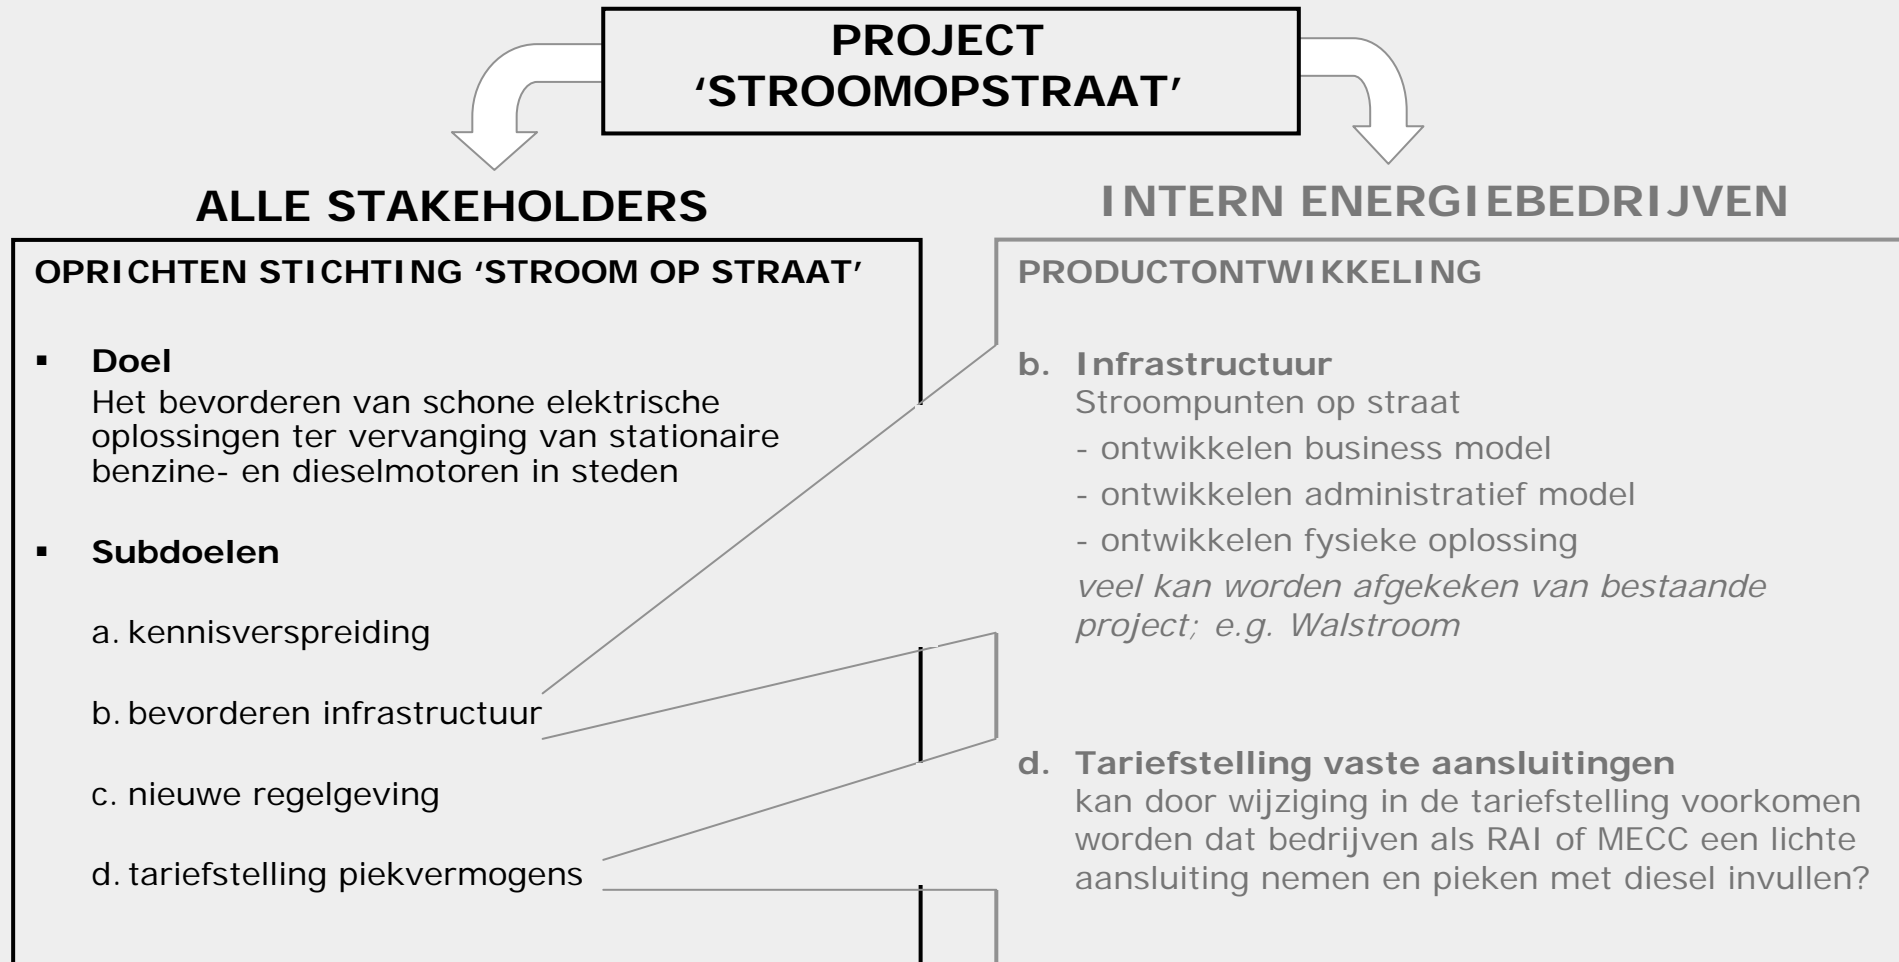 PROJECT
‘STROOMOPSTRAAT’
ALLE STAKEHOLDERS
OPRICHTEN STICHTING ‘STROOM OP STRAAT’
▪ Doel
Het bevorderen van schone elektrische
oplossingen ter vervanging van stationaire
benzine- en dieselmotoren in steden
▪ Subdoelen
a. kennisverspreiding
b. bevorderen infrastructuur
c. nieuwe regelgeving
d. tariefstelling piekvermogens
INTERN ENERGIEBEDRIJVEN
PRODUCTONTWIKKELING
b. Infrastructuur
Stroompunten op straat
- ontwikkelen business model
- ontwikkelen administratief model
- ontwikkelen fysieke oplossing
veel kan worden afgekeken van bestaande
project; e.g. Walstroom
d. Tariefstelling vaste aansluitingen
kan door wijziging in de tariefstelling voorkomen
worden dat bedrijven als RAI of MECC een lichte
aansluiting nemen en pieken met diesel invullen?